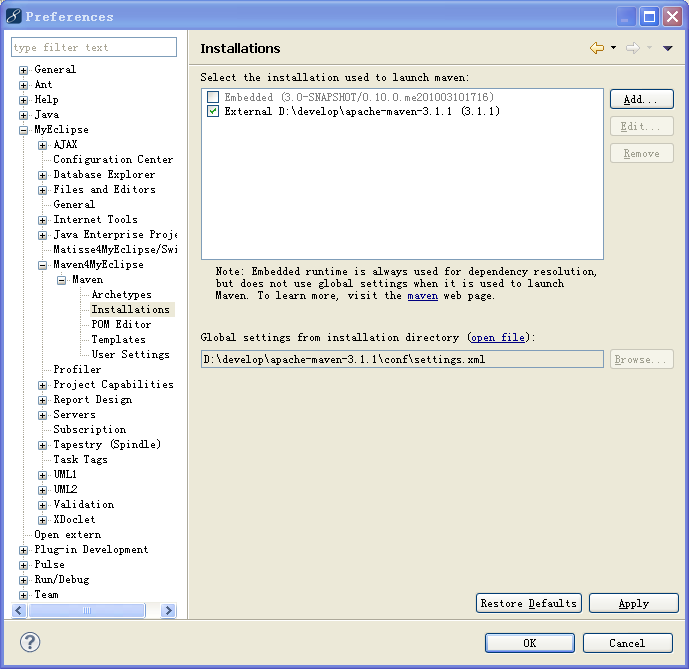 Preferences
type filter text
General
Ant
Help
Java
MyEclipse
AJAX
Configuration Center
Database Explorer
Files and Editors
General
Internet Tools
Java Enterprise Proje
Matisse4MyEclipse/Swi
Maven4MyEclipse
Maven
Archetypes
Installations
POM Editor
Templates
User Settings
Profiler
Project Capabilities
Report Design
Servers
Subscription
Tapestry (Spindle)
Task Tags
UML1
UML2
Validation
XDoclet
Open extern
Plug-in Development
Pulse
Run/Debug
Team
Installations
Select the installation used to launch maven:
Embedded (3.0-SNAPSHOT/0.10.0.me201003101716)
External D:\develop\apache-maven-3.1.1 (3.1.1)
Add...
Edit...
Remove
Note: Embedded runtime is always used for dependency resolution,
but does not use global settings when it is used to launch
Maven. To learn more, visit the maven web page.
Global settings from installation directory (open file):
D:\develop\apache-maven-3.1.1\conf\settings.xml
Browse...
Restore Defaults
Apply
?
OK
Cancel